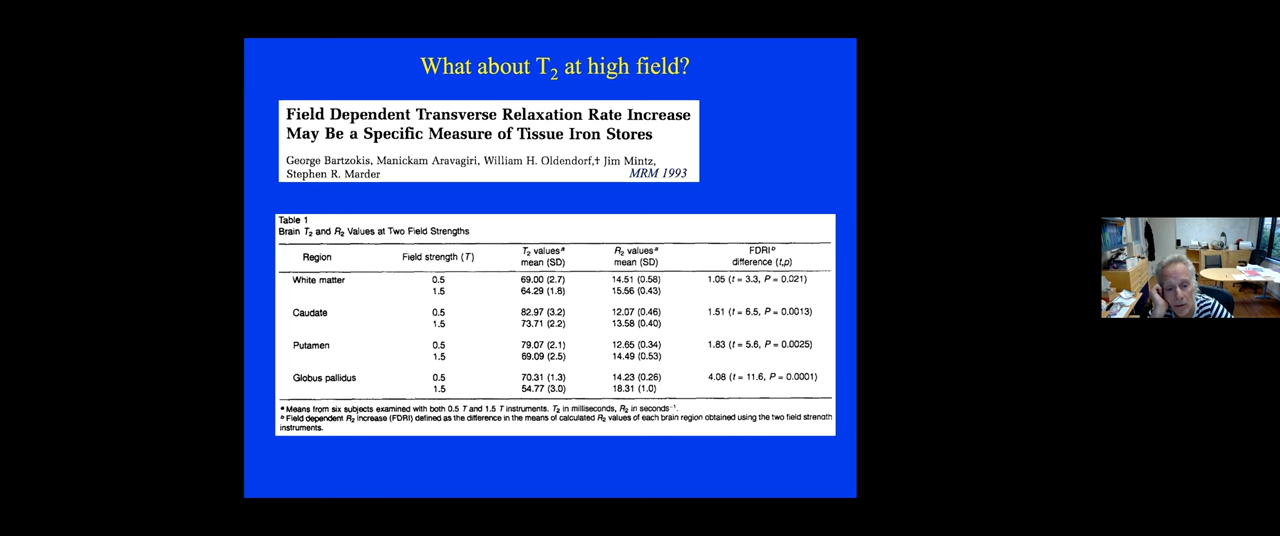 What about T2 at high field?
Field Dependent Transverse Relaxation Rate Increase
May Be a Specific Measure of Tissue Iron Stores
George Bartzokis, Manickam Aravagiri, William H. Oldendorf,† Jim Mintz,
Stephen R. Marder MRM 1993
Table 1
Brain T2 and R2 Values at Two Field Strengths
Region Field strength (T) T2 valuesa mean (SD) R2 valuesa mean (SD) FDRIb difference (t,p)
White matter 0.5 69.00 (2.7) 14.51 (0.58) 1.05 (t = 3.3, P = 0.021)
1.5 64.29 (1.8) 15.56 (0.43)
Caudate 0.5 82.97 (3.2) 12.07 (0.46) 1.51 (t = 6.5, P = 0.0013)
1.5 73.71 (2.2) 13.58 (0.40)
Putamen 0.5 79.07 (2.1) 12.65 (0.34) 1.83 (t = 5.6, P = 0.0025)
1.5 69.09 (2.5) 14.49 (0.53)
Globus pallidus 0.5 70.31 (1.3) 14.23 (0.26) 4.08 (t = 11.6, P = 0.0001)
1.5 54.77 (3.0) 18.31 (1.0)
a Means from six subjects examined with both 0.5 T and 1.5 T instruments. T2 in milliseconds, R2 in seconds−1.
b Field dependent R2 increase (FDRI) defined as the difference in the means of calculated R2 values of each brain region obtained using the two field strength
instruments.